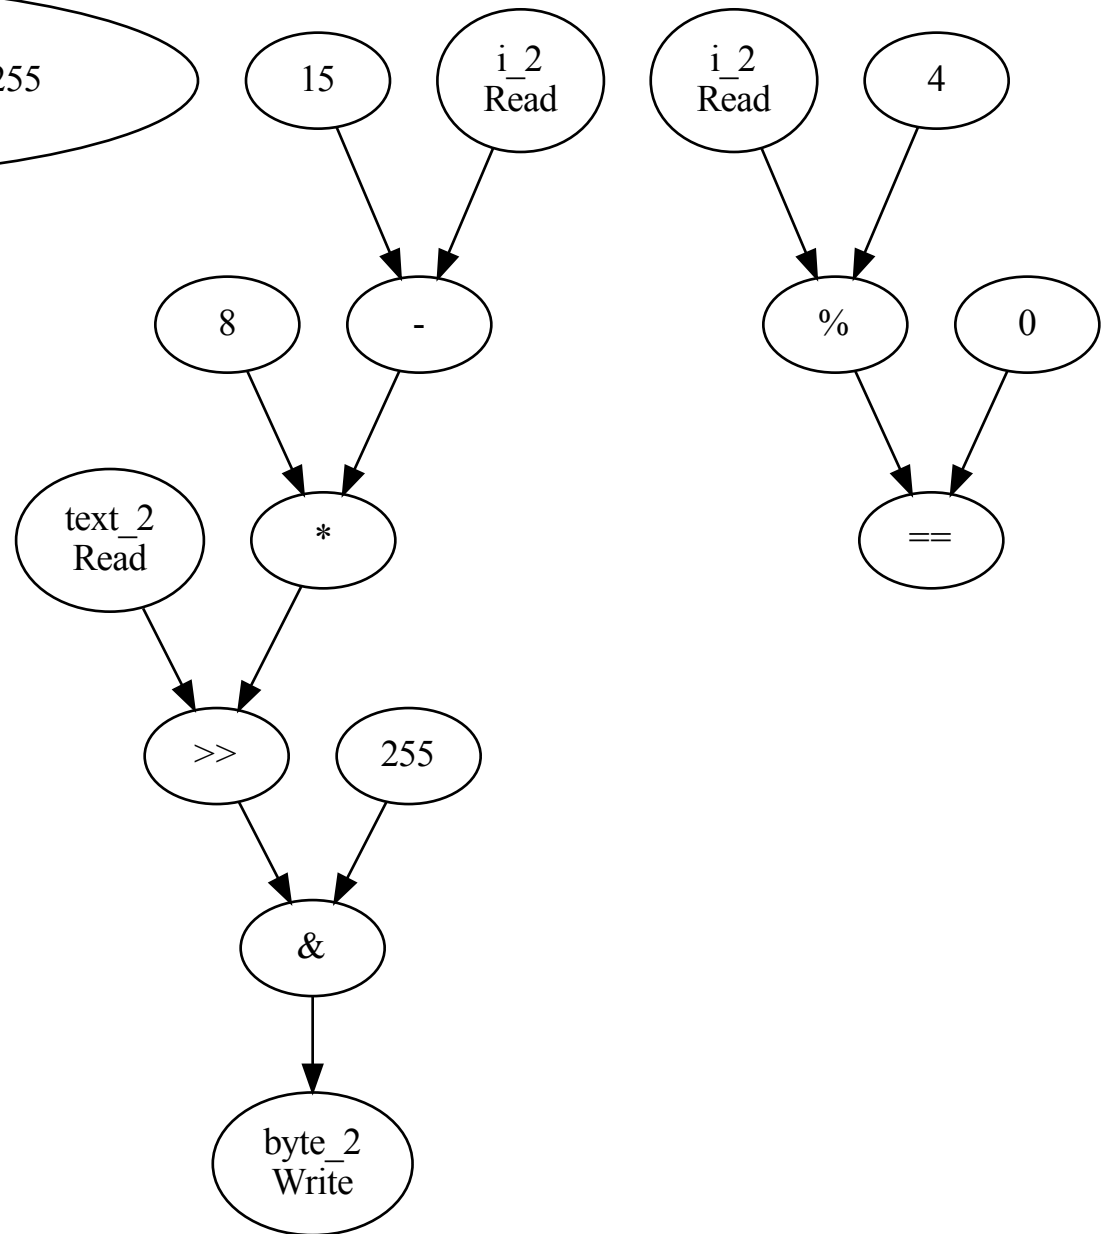 255
15
i_2
Read
i_2
Read
4
8
-
%
0
text_2
Read
*
==
>>
255
&
byte_2
Write